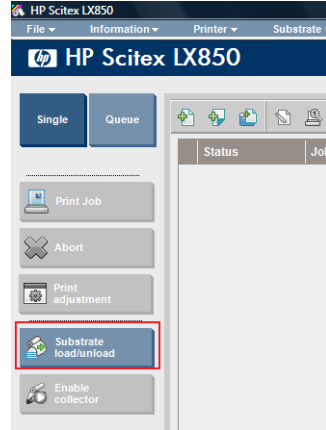 HP Scitex LX850
File Information Printer Substrate
hp HP Scitex LX850
Single Queue
Status
Print Job
Abort
Print
adjustment
Substrate
load/unload
Enable
collector